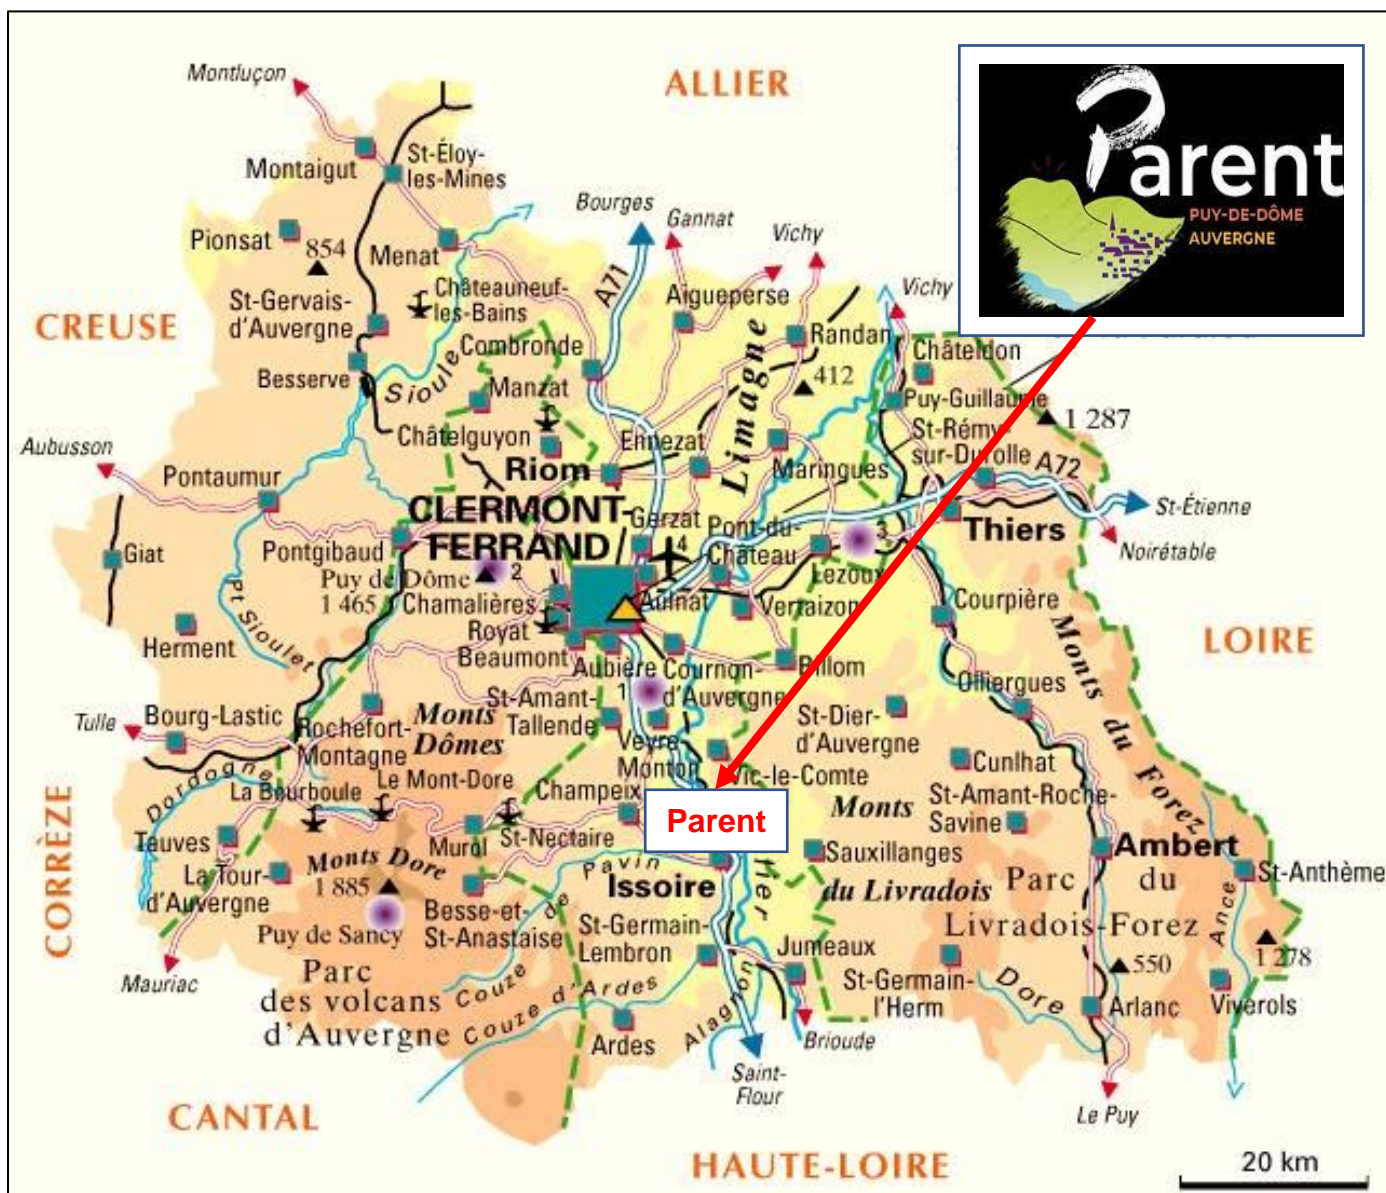 Montluçon
ALLIER
Parent
PUY-DE-DÔME
AUVERGNE
Montaigut
St-Éloy-
les-Mines
Bourges
Gannat
Vichy
Pionsat
854
Menat
A71
Châteauneuf-
les-Bains
Aigueperse
Vichy
St-Gervais-
d'Auvergne
CREUSE
Combronde
Randan
Châteldon
Besserve
Sioule
Manzat
Limagne
412
Puy-Guillaume
1 287
Châtelguyon
Ennezat
St-Rémy-
sur-Durolle
A72
Aubusson
Pontaumur
Riom
Maringues
St-Étienne
CLERMONT-
FERRAND
Gerzat
Pont-du-
Château
Thiers
Noirétable
Giat
Pontgibaud
4
3
Lezoux
Puy de Dôme
1 465
2
Chamalières
Aulnat
Vertaizon
Courpière
Pt Sioulet
Herment
Royat
Beaumont
Aubière
Cournon-
d'Auvergne
Billom
LOIRE
Monts du Forez
1
Olliergues
Tulle
Bourg-Lastic
Rochefort-
Montagne
Monts
Dômes
St-Amant-
Tallende
St-Dier-
d'Auvergne
Veyre-
Monton
Vic-le-Comte
Cunlhat
Dordogne
La Bourboule
Le Mont-Dore
Champeix
Parent
Monts
du Livradois
St-Amant-Roche-
Savine
CORRÈZE
Tauves
Murol
St-Nectaire
Sauxillanges
Ambert
St-Anthème
La Tour-
d'Auvergne
Monts Dore
1 885
Couze de Pavin
Issoire
llier
Parc
du
Livradois-Forez
Ance
Puy de Sancy
Besse-et-
St-Anastaise
St-Germain-
Lembron
Jumeaux
1 278
Mauriac
Parc
des volcans
d'Auvergne
Couze d'Ardes
St-Germain-
l'Herm
Dore
550
Arlanc
Viverols
Ardes
Alagnon
Brioude
Saint-
Flour
Le Puy
CANTAL
HAUTE-LOIRE
20 km